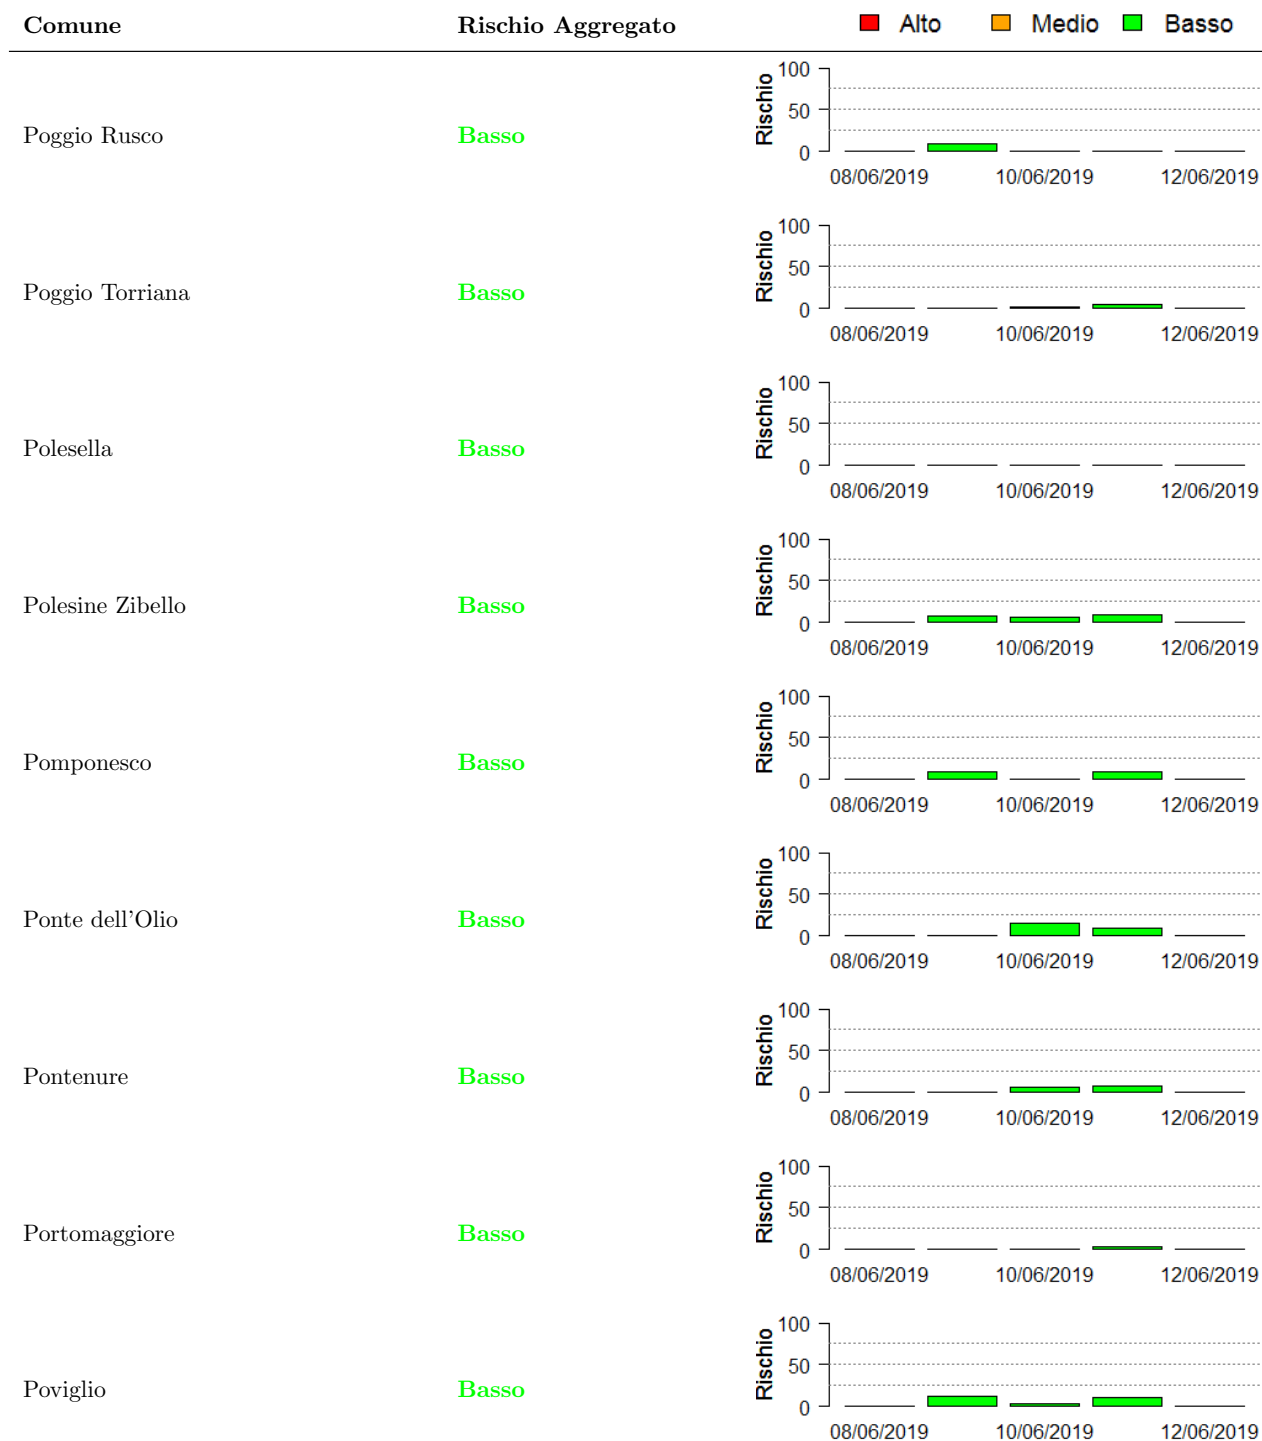 Comune Rischio Aggregato Alto Medio Basso
100
50
0
Rischio
Poggio Rusco Basso
08/06/2019 10/06/2019 12/06/2019
100
50
0
Rischio
Poggio Torriana Basso
08/06/2019 10/06/2019 12/06/2019
100
50
0
Rischio
Polesella Basso
08/06/2019 10/06/2019 12/06/2019
100
50
0
Rischio
Polesine Zibello Basso
08/06/2019 10/06/2019 12/06/2019
100
50
0
Rischio
Pomponesco Basso
08/06/2019 10/06/2019 12/06/2019
100
50
0
Rischio
Ponte dell'Olio Basso
08/06/2019 10/06/2019 12/06/2019
100
50
0
Rischio
Pontenure Basso
08/06/2019 10/06/2019 12/06/2019
100
50
0
Rischio
Portomaggiore Basso
08/06/2019 10/06/2019 12/06/2019
100
50
0
Rischio
Poviglio Basso
08/06/2019 10/06/2019 12/06/2019